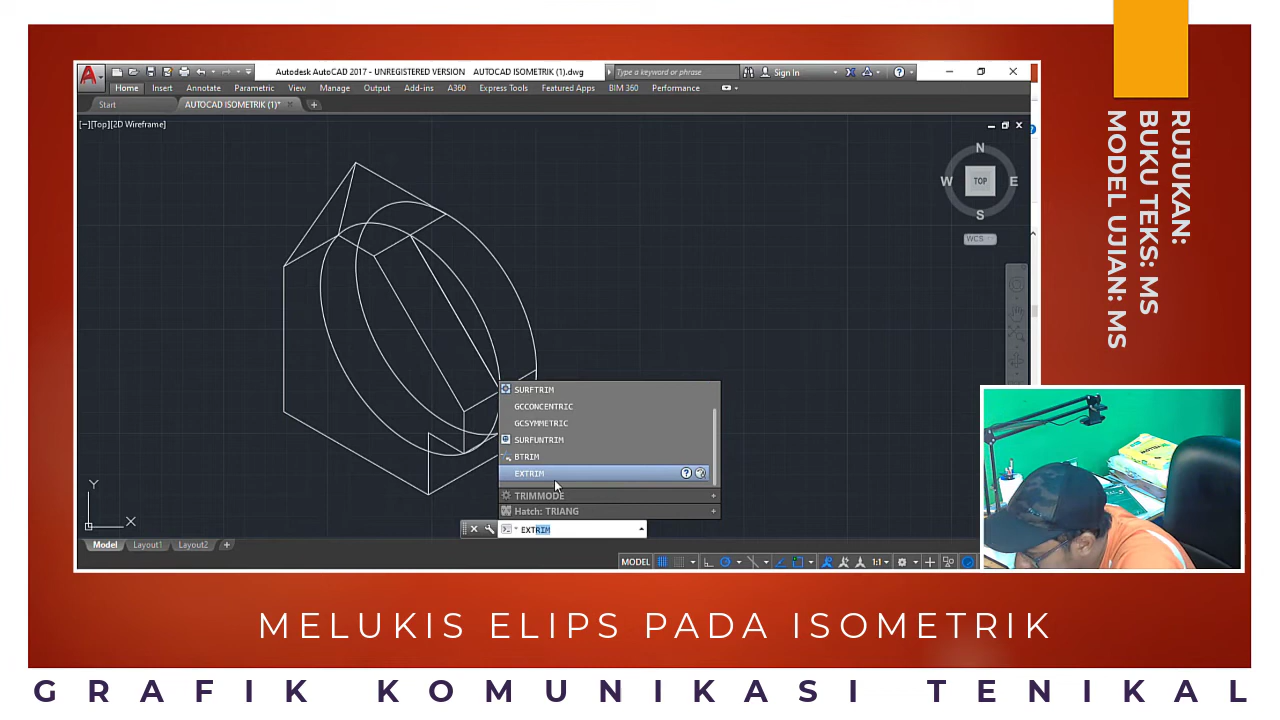 Autodesk AutoCAD 2017 - UNREGISTERED VERSION AUTOCAD ISOMETRIK (1).dwg
Type a keyword or phrase
Sign In
Home Insert Annotate Parametric View Manage Output Add-ins A360 Express Tools Featured Apps BIM 360 Performance
Start
AUTOCAD ISOMETRIK (1)*
[−][Top][2D Wireframe]
N
W TOP E
S
WCS
SURFTRIM
GCCONCENTRIC
GCSYMMETRIC
SURFUNTRIM
BTRIM
EXTRIM
TRIMMODE
Hatch: TRIANG
EXTRIM
Y
X
Model Layout1 Layout2
MODEL
1:1
RUJUKAN:
BUKU TEKS: MS
MODEL UJIAN: MS
MELUKIS ELIPS PADA ISOMETRIK
GRAFIK KOMUNIKASI TENIKAL